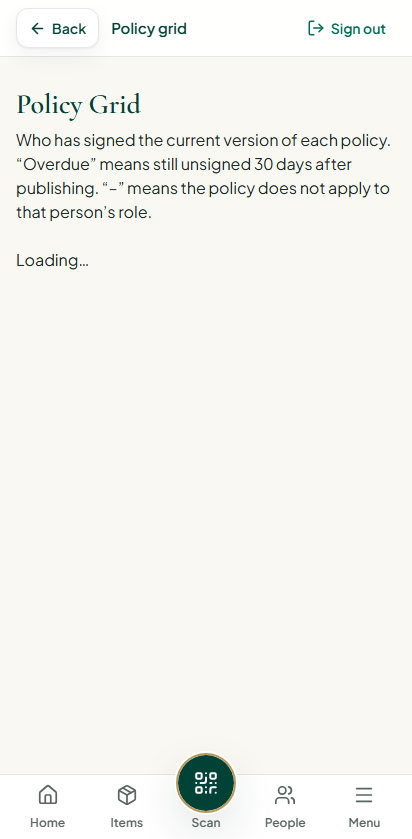 Back
Policy grid
Sign out
Policy Grid
Who has signed the current version of each policy.
“Overdue” means still unsigned 30 days after
publishing. “–” means the policy does not apply to
that person’s role.
Loading…
Home
Items
Scan
People
Menu